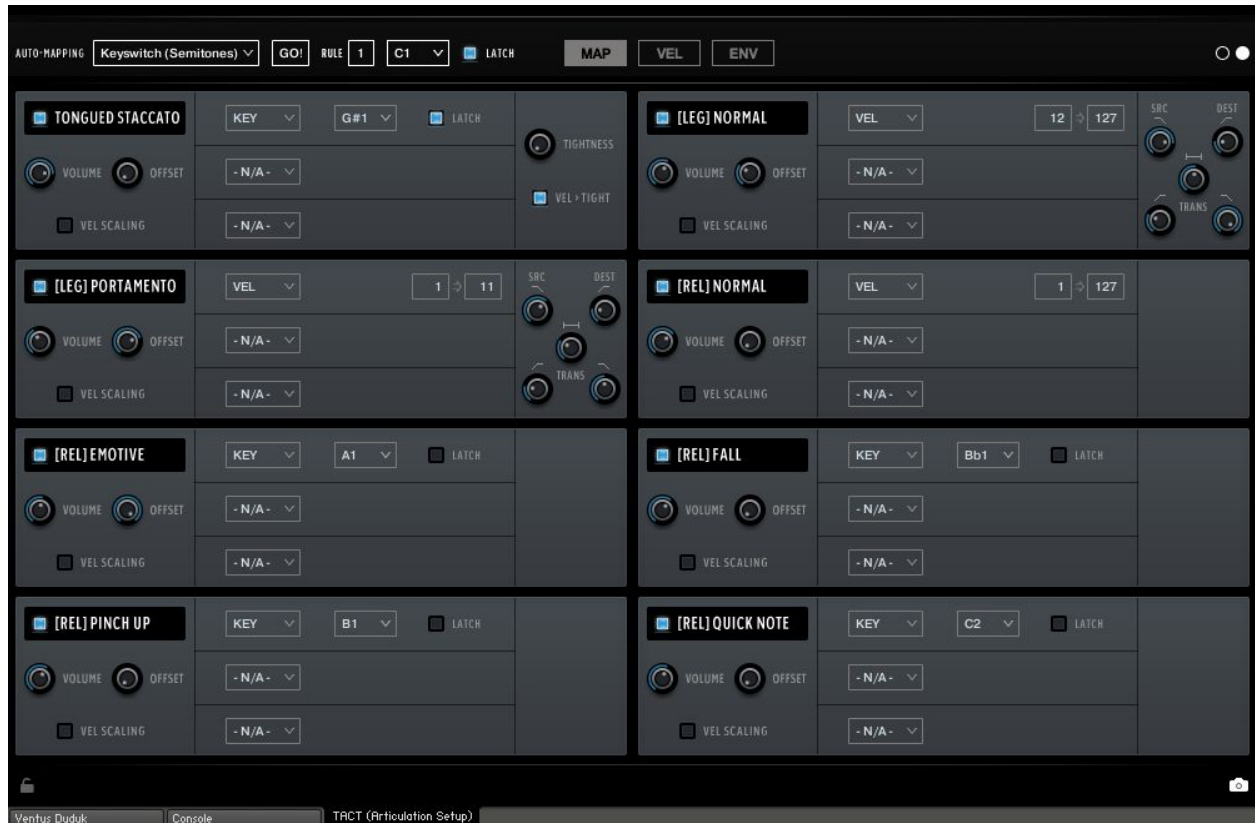 AUTO-MAPPING Keyswitch (Semitones) GO! RULE 1 C1 LATCH MAP VEL ENV
TONGUED STACCATO KEY G#1 LATCH
TIGHTNESS
VOLUME OFFSET - N/A -
VEL > TIGHT
VEL SCALING - N/A -
[LEG] NORMAL VEL 12 127 SRC DEST
VOLUME OFFSET - N/A -
TRANS
VEL SCALING - N/A -
[LEG] PORTAMENTO VEL 1 11 SRC DEST
VOLUME OFFSET - N/A -
TRANS
VEL SCALING - N/A -
[REL] NORMAL VEL 1 127
VOLUME OFFSET - N/A -
VEL SCALING - N/A -
[REL] EMOTIVE KEY A1 LATCH
VOLUME OFFSET - N/A -
VEL SCALING - N/A -
[REL] FALL KEY Bb1 LATCH
VOLUME OFFSET - N/A -
VEL SCALING - N/A -
[REL] PINCH UP KEY B1 LATCH
VOLUME OFFSET - N/A -
VEL SCALING - N/A -
[REL] QUICK NOTE KEY C2 LATCH
VOLUME OFFSET - N/A -
VEL SCALING - N/A -
Ventus Duduk Console TACT (Articulation Setup)